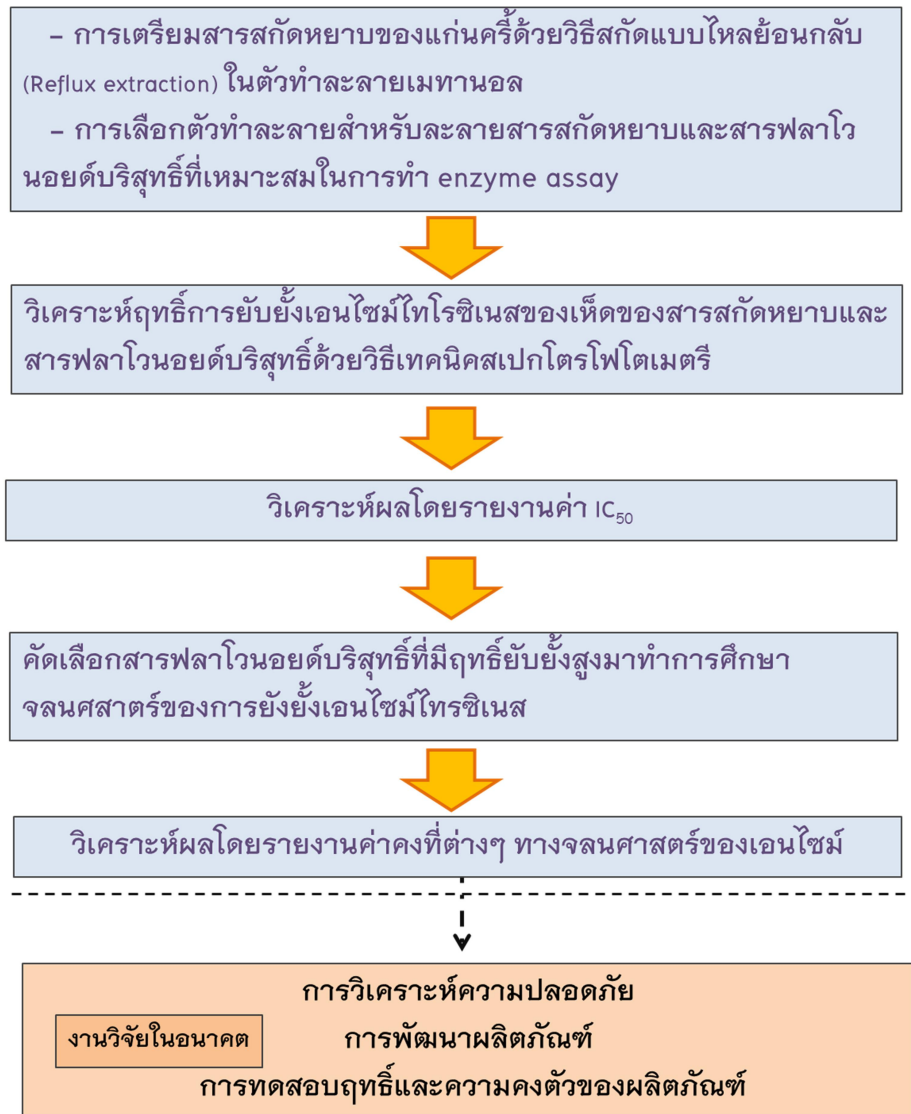 – การเตรียมสารสกัดหยาบของแก่นครี้ด้วยวิธีสกัดแบบไหลย้อนกลับ
(Reflux extraction) ในตัวทำละลายเมทานอล
– การเลือกตัวทำละลายสำหรับละลายสารสกัดหยาบและสารฟลาโว
นอยด์บริสุทธิ์ที่เหมาะสมในการทำ enzyme assay
วิเคราะห์ฤทธิ์การยับยั้งเอนไซม์ไทโรซิเนสของเห็ดของสารสกัดหยาบและ
สารฟลาโวนอยด์บริสุทธิ์ด้วยวิธีเทคนิคสเปกโตรโฟโตเมตรี
วิเคราะห์ผลโดยรายงานค่า IC₅₀
คัดเลือกสารฟลาโวนอยด์บริสุทธิ์ที่มีฤทธิ์ยับยั้งสูงมาทำการศึกษา
จลนศสาตร์ของการยังยั้งเอนไซม์ไทรซิเนส
วิเคราะห์ผลโดยรายงานค่าคงที่ต่างๆ ทางจลนศาสตร์ของเอนไซม์
การวิเคราะห์ความปลอดภัย
งานวิจัยในอนาคต
การพัฒนาผลิตภัณฑ์
การทดสอบฤทธิ์และความคงตัวของผลิตภัณฑ์